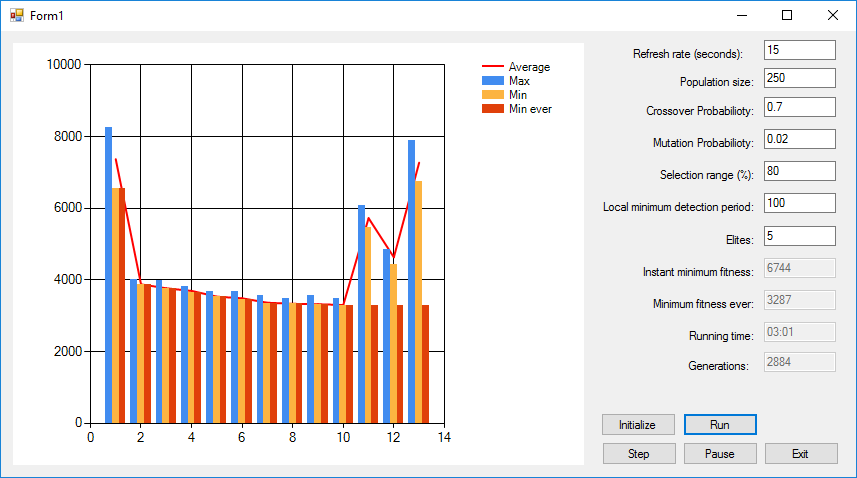 Form1
10000
8000
6000
4000
2000
0
0 2 4 6 8 10 12 14
Average
Max
Min
Min ever
Refresh rate (seconds): 15
Population size: 250
Crossover Probabilioty: 0.7
Mutation Probabilioty: 0.02
Selection range (%): 80
Local minimum detection period: 100
Elites: 5
Instant minimum fitness: 6744
Minimum fitness ever: 3287
Running time: 03:01
Generations: 2884
Initialize Run
Step Pause Exit